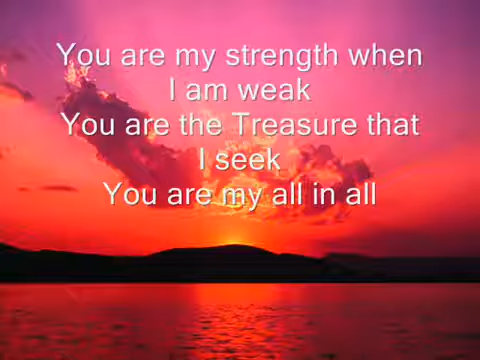 You are my strength when
I am weak
You are the Treasure that
I seek
You are my all in all